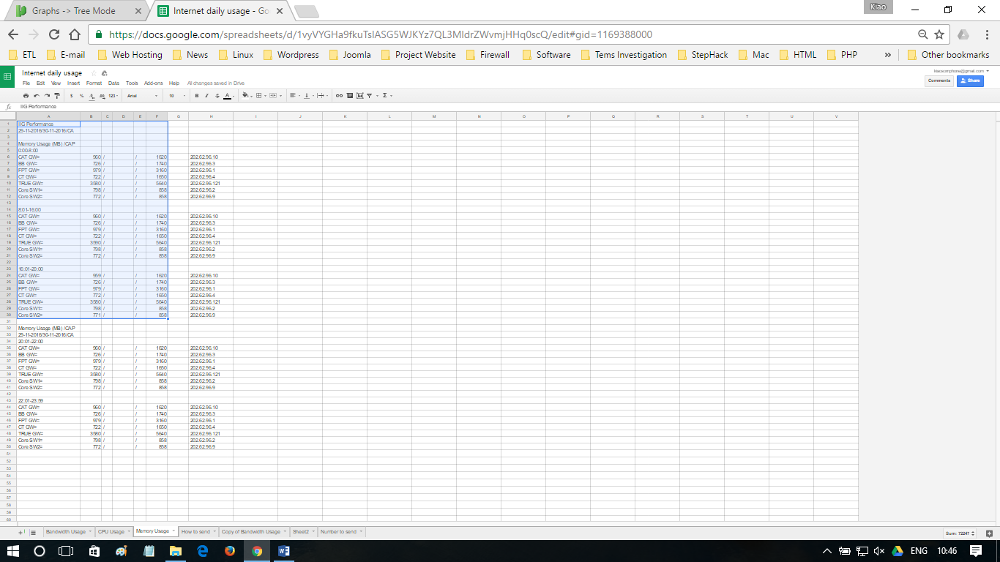 Graphs -> Tree Mode
Internet daily usage - Go
Kiao
https://docs.google.com/spreadsheets/d/1vyVYGHa9fkuTsIASG5WJKYz7QL3MIdrZWvmjHHq0scQ/edit#gid=1169388000
ETL E-mail Web Hosting News Linux Wordpress Joomla Project Website Firewall Software Tems Investigation StepHack Mac HTML PHP » Other bookmarks
Internet daily usage
File Edit View Insert Format Data Tools Add-ons Help All changes saved in Drive
Comments Share
$ % .0 .00 123 Arial 10 B I S A
fx IIG Performance
A B C D E F G H I J K L M N O P Q R S T U V
1 IIG Performance
2 29-11-2016/30-11-2016/CA
3
4 Memory Usage (MB) /CAP
5 0:00-8:00
6 CAT GW= 960 / / 1620 202.62.96.10
7 BB GW= 726 / / 1740 202.62.96.3
8 FPT GW= 979 / / 3160 202.62.96.1
9 CT GW= 722 / / 1650 202.62.96.4
10 TRUE GW= 3580 / / 5640 202.62.96.121
11 Core SW1= 798 / / 858 202.62.96.2
12 Core SW2= 772 / / 858 202.62.96.9
13
14 8:01-16:00
15 CAT GW= 960 / / 1620 202.62.96.10
16 BB GW= 726 / / 1740 202.62.96.3
17 FPT GW= 979 / / 3160 202.62.96.1
18 CT GW= 722 / / 1650 202.62.96.4
19 TRUE GW= 3590 / / 5640 202.62.96.121
20 Core SW1= 798 / / 858 202.62.96.2
21 Core SW2= 772 / / 858 202.62.96.9
22
23 16:01-20:00
24 CAT GW= 959 / / 1620 202.62.96.10
25 BB GW= 726 / / 1740 202.62.96.3
26 FPT GW= 979 / / 3160 202.62.96.1
27 CT GW= 772 / / 1650 202.62.96.4
28 TRUE GW= 3580 / / 5640 202.62.96.121
29 Core SW1= 798 / / 858 202.62.96.2
30 Core SW2= 771 / / 858 202.62.96.9
31
32 Memory Usage (MB) /CAP
33 29-11-2016/30-11-2016/CA
34 20:01-22:00
35 CAT GW= 960 / / 1620 202.62.96.10
36 BB GW= 726 / / 1740 202.62.96.3
37 FPT GW= 979 / / 3160 202.62.96.1
38 CT GW= 722 / / 1650 202.62.96.4
39 TRUE GW= 3580 / / 5640 202.62.96.121
40 Core SW1= 798 / / 858 202.62.96.2
41 Core SW2= 772 / / 858 202.62.96.9
42
43 22:01-23:59
44 CAT GW= 960 / / 1620 202.62.96.10
45 BB GW= 726 / / 1740 202.62.96.3
46 FPT GW= 979 / / 3160 202.62.96.1
47 CT GW= 722 / / 1650 202.62.96.4
48 TRUE GW= 3580 / / 5640 202.62.96.121
49 Core SW1= 798 / / 858 202.62.96.2
50 Core SW2= 772 / / 858 202.62.96.9
51
52
53
54
55
56
57
58
59
60
Bandwidth Usage CPU Usage Memory Usage How to send Copy of Bandwidth Usage Sheet2 Number to send Sum: 72247
ENG 10:46